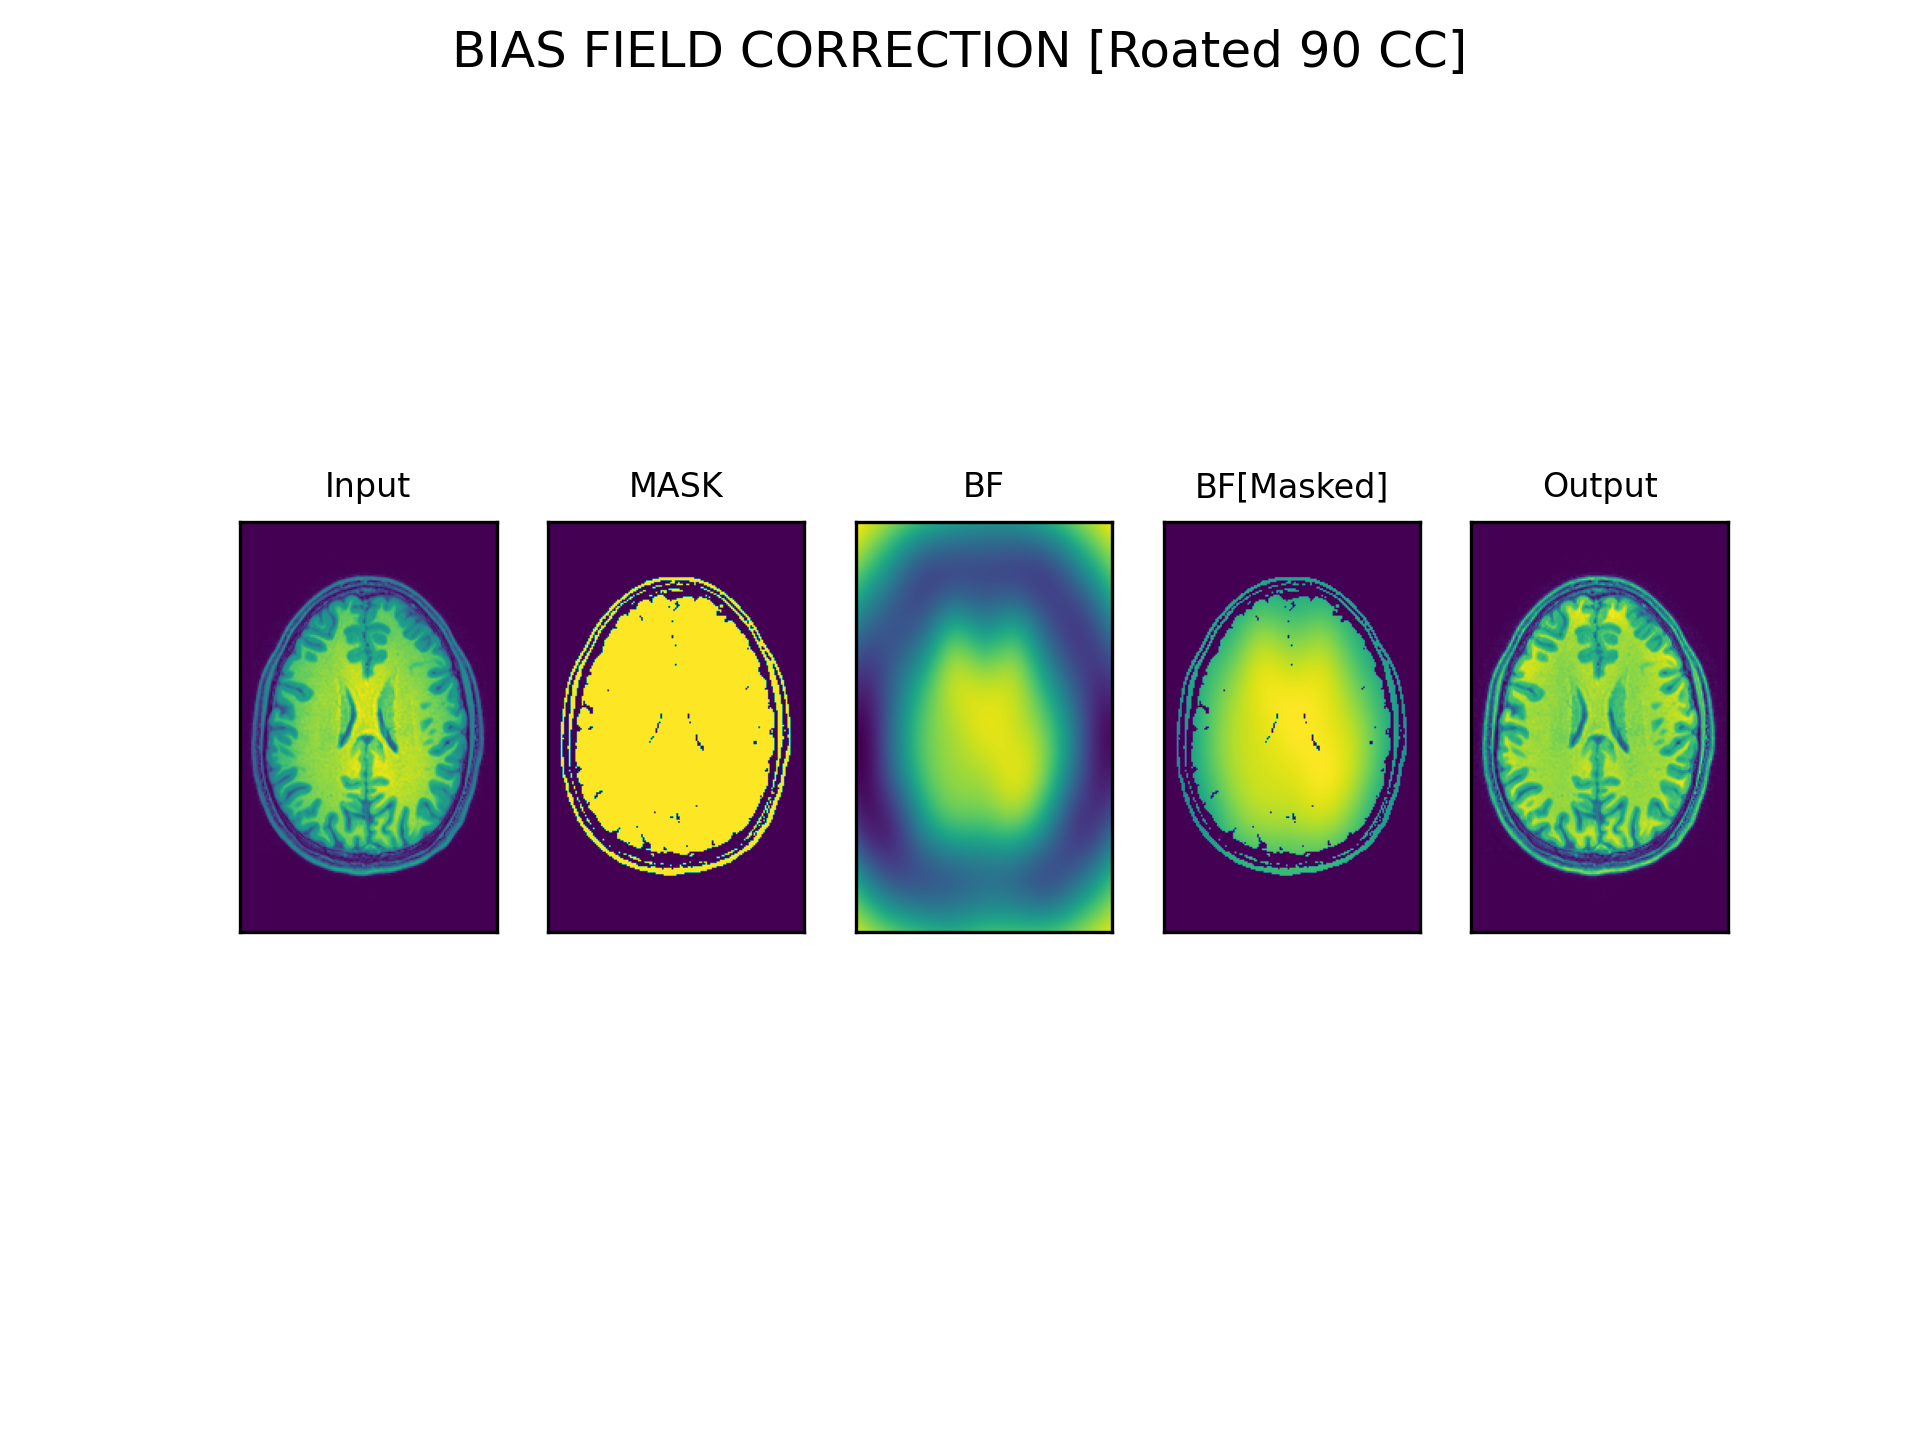 BIAS FIELD CORRECTION [Roated 90 CC]
Input
MASK
BF
BF[Masked]
Output